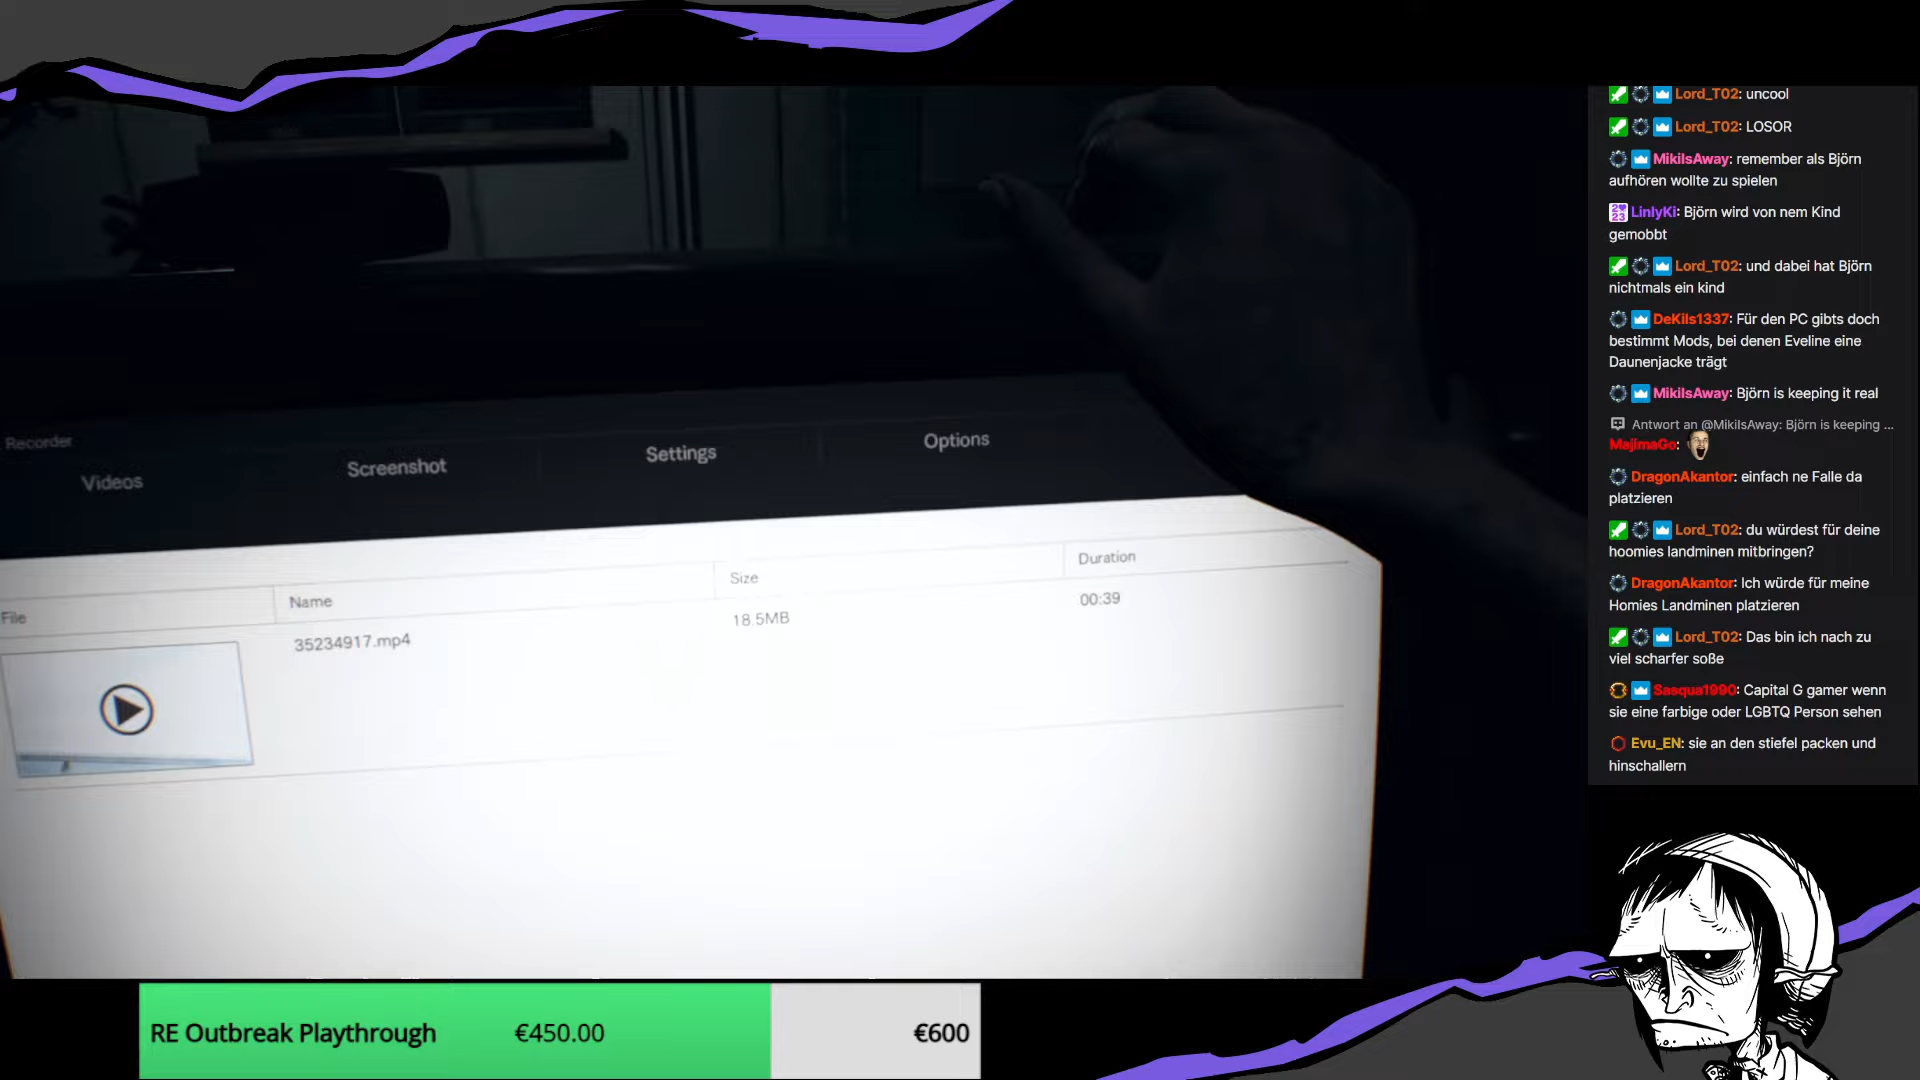 Recorder
Videos
Screenshot
Settings
Options
File
Name
Size
Duration
35234917.mp4
18.5MB
00:39
RE Outbreak Playthrough €450.00 €600
Lord_T02: uncool
Lord_T02: LOSOR
MikiIsAway: remember als Björn
aufhören wollte zu spielen
LinlyKi: Björn wird von nem Kind
gemobbt
Lord_T02: und dabei hat Björn
nichtmals ein kind
DeKils1337: Für den PC gibts doch
bestimmt Mods, bei denen Eveline eine
Daunenjacke trägt
MikiIsAway: Björn is keeping it real
Antwort an @MikiIsAway: Björn is keeping ...
MajimaGo:
DragonAkantor: einfach ne Falle da
platzieren
Lord_T02: du würdest für deine
hoomies landminen mitbringen?
DragonAkantor: Ich würde für meine
Homies Landminen platzieren
Lord_T02: Das bin ich nach zu
viel scharfer soße
Sasqua1990: Capital G gamer wenn
sie eine farbige oder LGBTQ Person sehen
Evu_EN: sie an den stiefel packen und
hinschallern